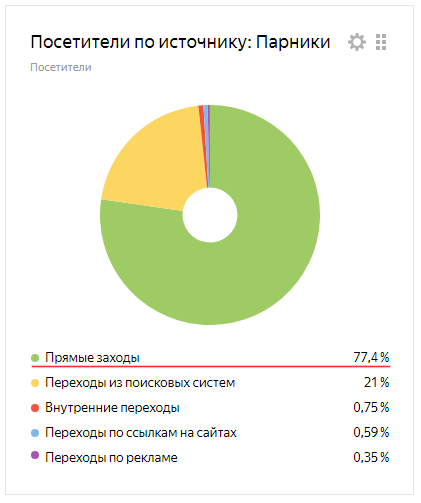 Посетители по источнику: Парники
Посетители
Прямые заходы 77,4 %
Переходы из поисковых систем 21 %
Внутренние переходы 0,75 %
Переходы по ссылкам на сайтах 0,59 %
Переходы по рекламе 0,35 %